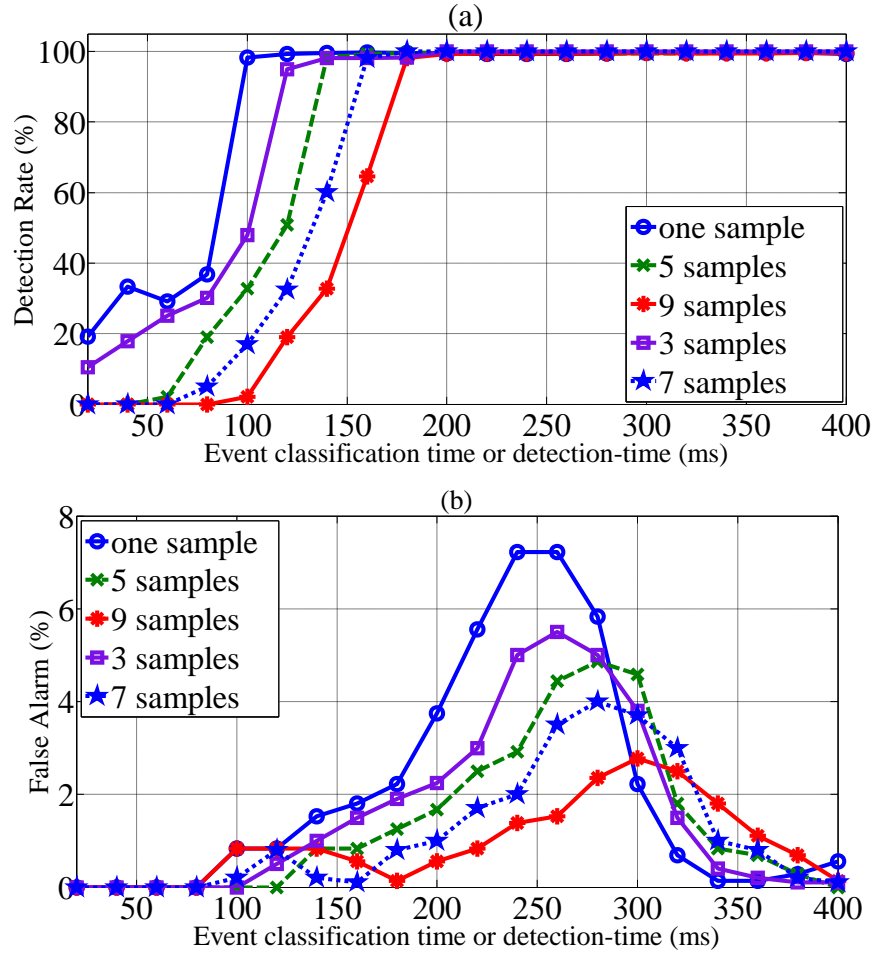 (a)
100
80
60
40
20
0
Detection Rate (%)
one sample
5 samples
9 samples
3 samples
7 samples
50 100 150 200 250 300 350 400
Event classification time or detection-time (ms)
(b)
8
6
4
2
0
False Alarm (%)
one sample
5 samples
9 samples
3 samples
7 samples
50 100 150 200 250 300 350 400
Event classification time or detection-time (ms)